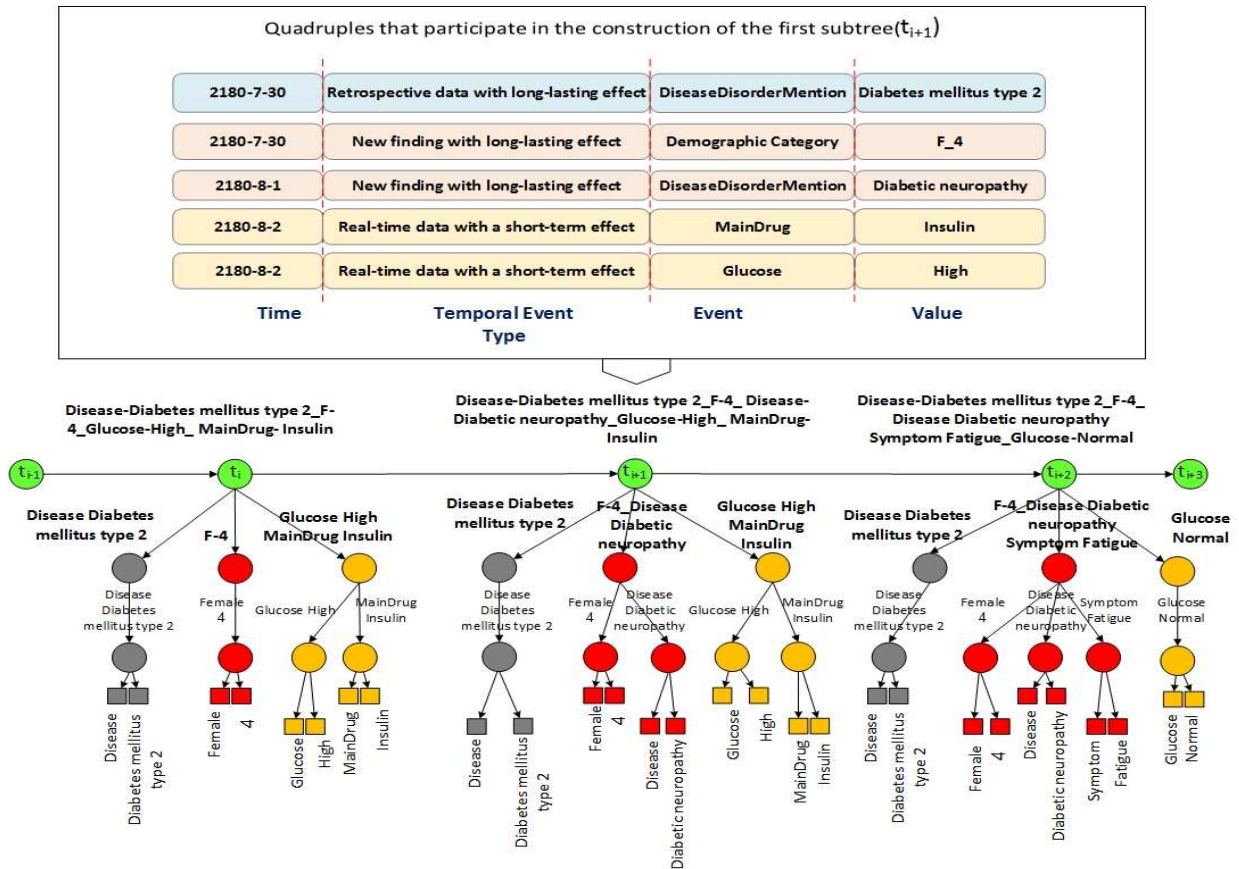 Quadruples that participate in the construction of the first subtree(t_{i+1})
2180-7-30 Retrospective data with long-lasting effect DiseaseDisorderMention Diabetes mellitus type 2
2180-7-30 New finding with long-lasting effect Demographic Category F_4
2180-8-1 New finding with long-lasting effect DiseaseDisorderMention Diabetic neuropathy
2180-8-2 Real-time data with a short-term effect MainDrug Insulin
2180-8-2 Real-time data with a short-term effect Glucose High
Time Temporal Event Event Value
Type
Disease-Diabetes mellitus type 2_F-
4_Glucose-High_ MainDrug- Insulin
Disease-Diabetes mellitus type 2_F-4_ Disease-
Diabetic neuropathy_Glucose-High_ MainDrug-
Insulin
Disease-Diabetes mellitus type 2_F-4_
Disease Diabetic neuropathy
Symptom Fatigue_Glucose-Normal
t_{i+1}
t_i
t_{i+1}
t_{i+2}
t_{i+3}
Disease Diabetes
mellitus type 2
F-4
Glucose High
MainDrug Insulin
Disease Diabetes
mellitus type 2
F-4_Disease
Diabetic
neuropathy
Glucose High
MainDrug
Insulin
Disease Diabetes
mellitus type 2
F-4_Disease Diabetic
neuropathy
Symptom Fatigue
Glucose
Normal
Disease
Diabetes
mellitus type 2
Female
4
Glucose High
MainDrug
Insulin
Disease
Diabetes
mellitus type 2
Female
4
Disease
Diabetic
neuropathy
Glucose High
MainDrug
Insulin
Disease
Diabetes
mellitus type 2
Female
4
Disease
Diabetic
neuropathy
Symptom
Fatigue
Glucose
Normal
Disease
Diabetes mellitus
type 2
Female
4
Glucose
High
MainDrug
Insulin
Disease
Diabetes mellitus
type 2
Female
4
Disease
Diabetic neuropathy
Glucose
High
MainDrug
Insulin
Disease
Diabetes mellitus
type 2
Female
4
Disease
Diabetic neuropathy
Symptom
Fatigue
Glucose
Normal